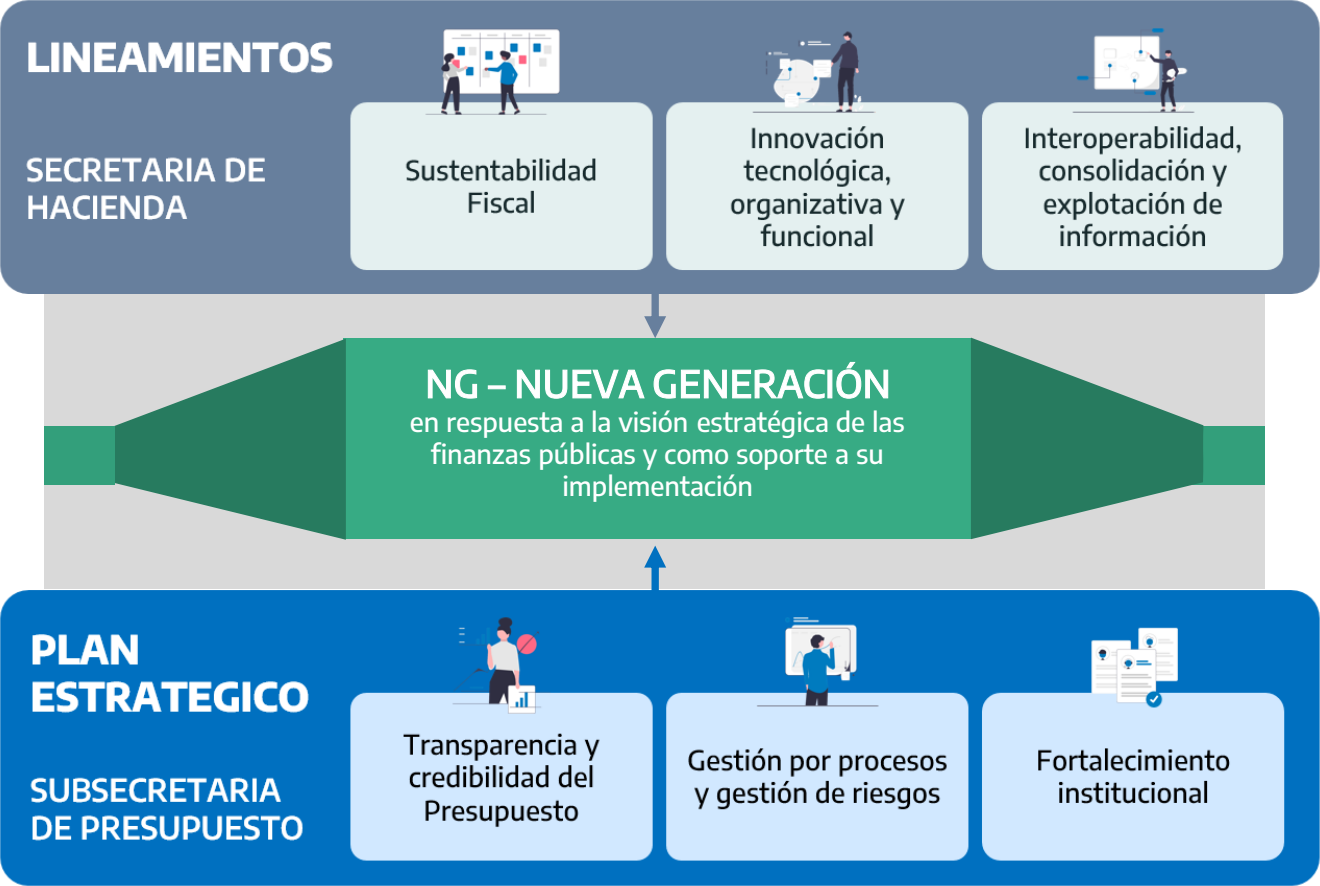 LINEAMIENTOS
SECRETARIA DE
HACIENDA
Sustentabilidad
Fiscal
Innovación
tecnológica,
organizativa y
funcional
Interoperabilidad,
consolidación y
explotación de
información
NG – NUEVA GENERACIÓN
en respuesta a la visión estratégica de las
finanzas públicas y como soporte a su
implementación
PLAN
ESTRATEGICO
SUBSECRETARIA
DE PRESUPUESTO
Transparencia y
credibilidad del
Presupuesto
Gestión por procesos
y gestión de riesgos
Fortalecimiento
institucional